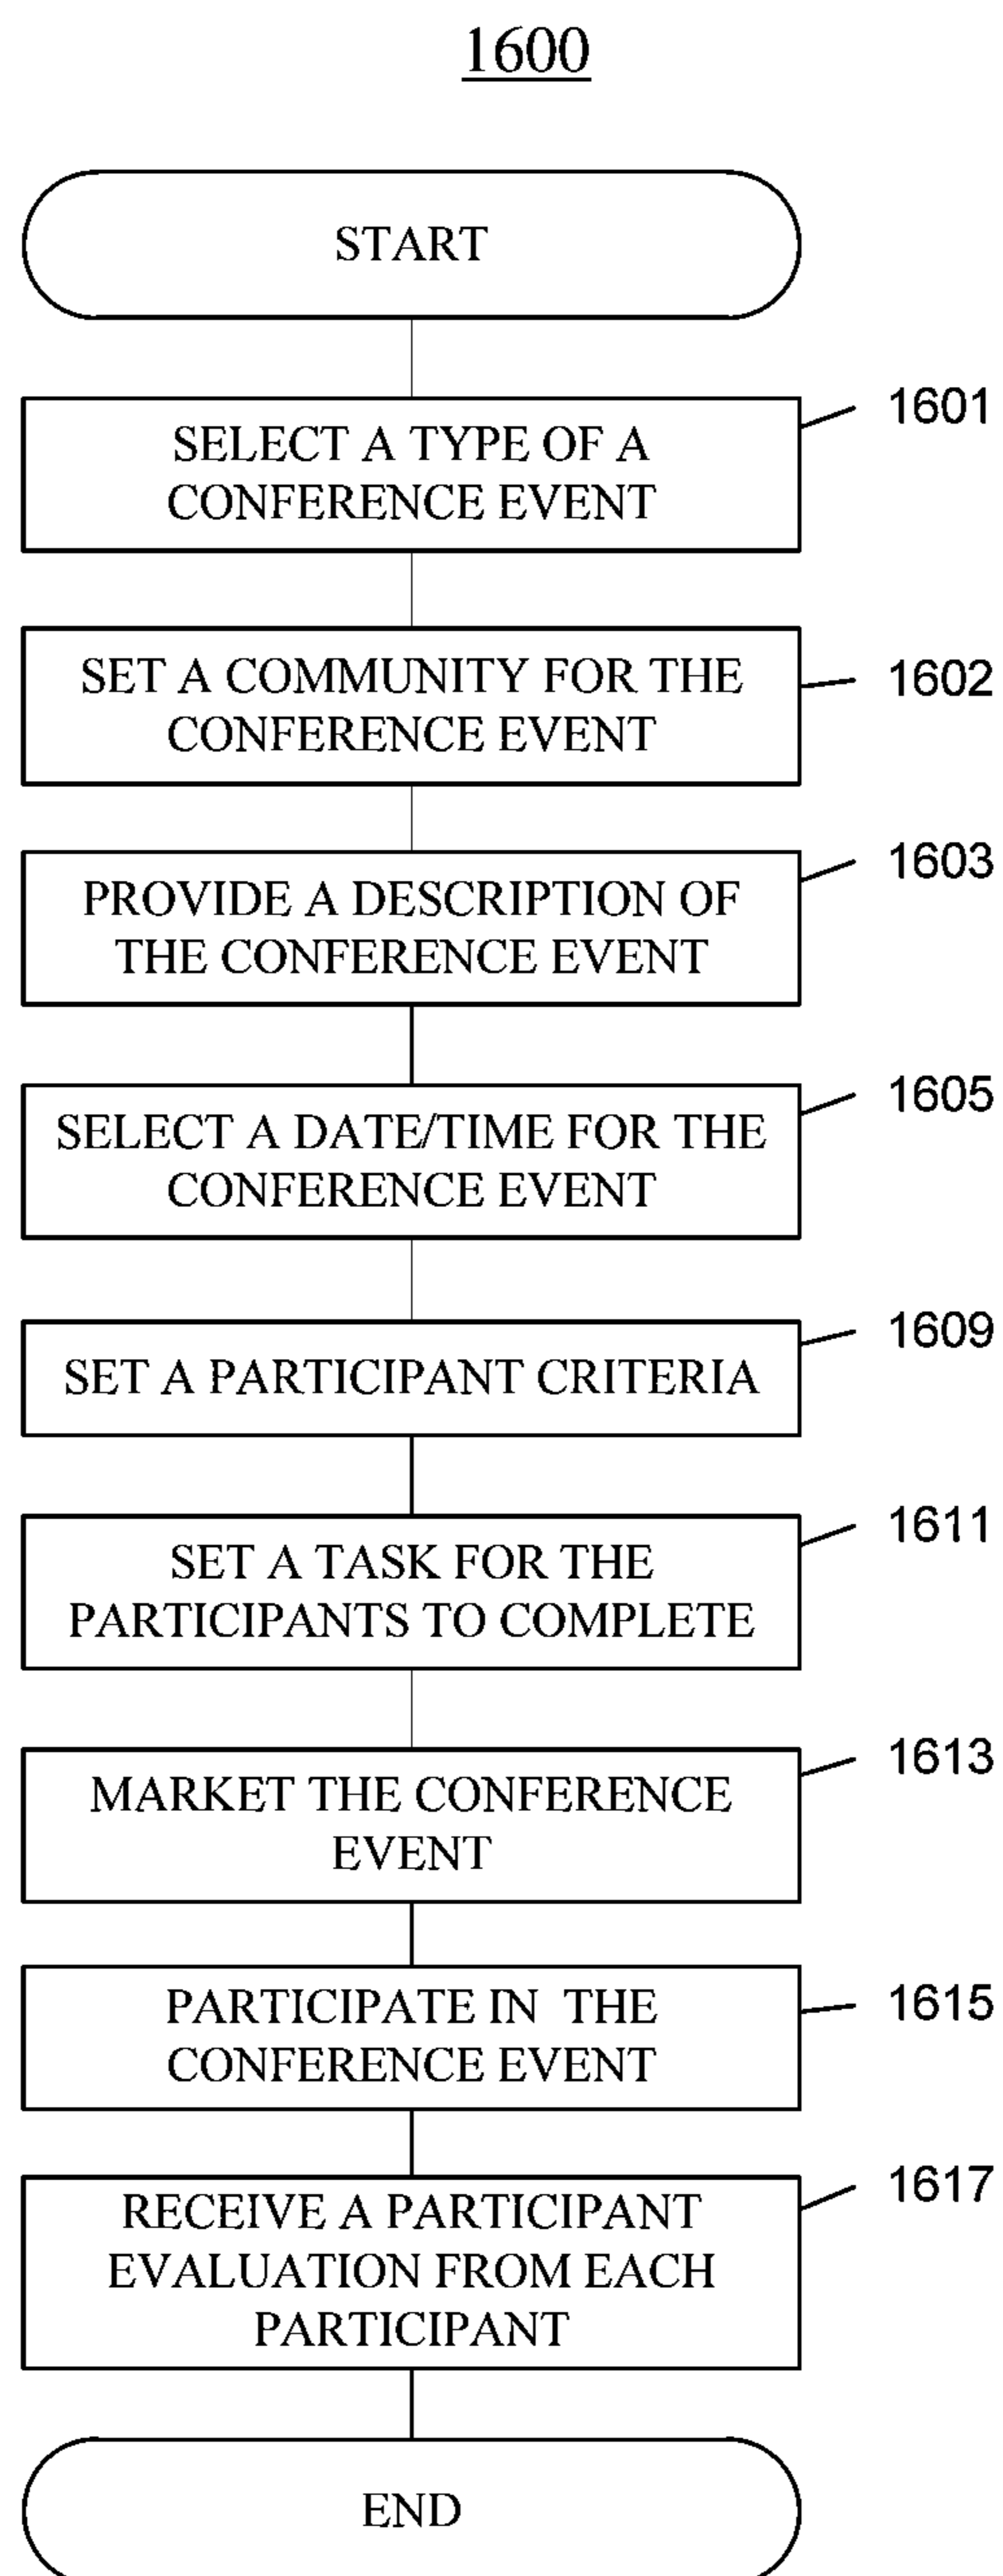 1600
START
1601
SELECT A TYPE OF A
CONFERENCE EVENT
1602
SET A COMMUNITY FOR THE
CONFERENCE EVENT
1603
PROVIDE A DESCRIPTION OF
THE CONFERENCE EVENT
1605
SELECT A DATE/TIME FOR THE
CONFERENCE EVENT
1609
SET A PARTICIPANT CRITERIA
1611
SET A TASK FOR THE
PARTICIPANTS TO COMPLETE
1613
MARKET THE CONFERENCE
EVENT
1615
PARTICIPATE IN THE
CONFERENCE EVENT
1617
RECEIVE A PARTICIPANT
EVALUATION FROM EACH
PARTICIPANT
END